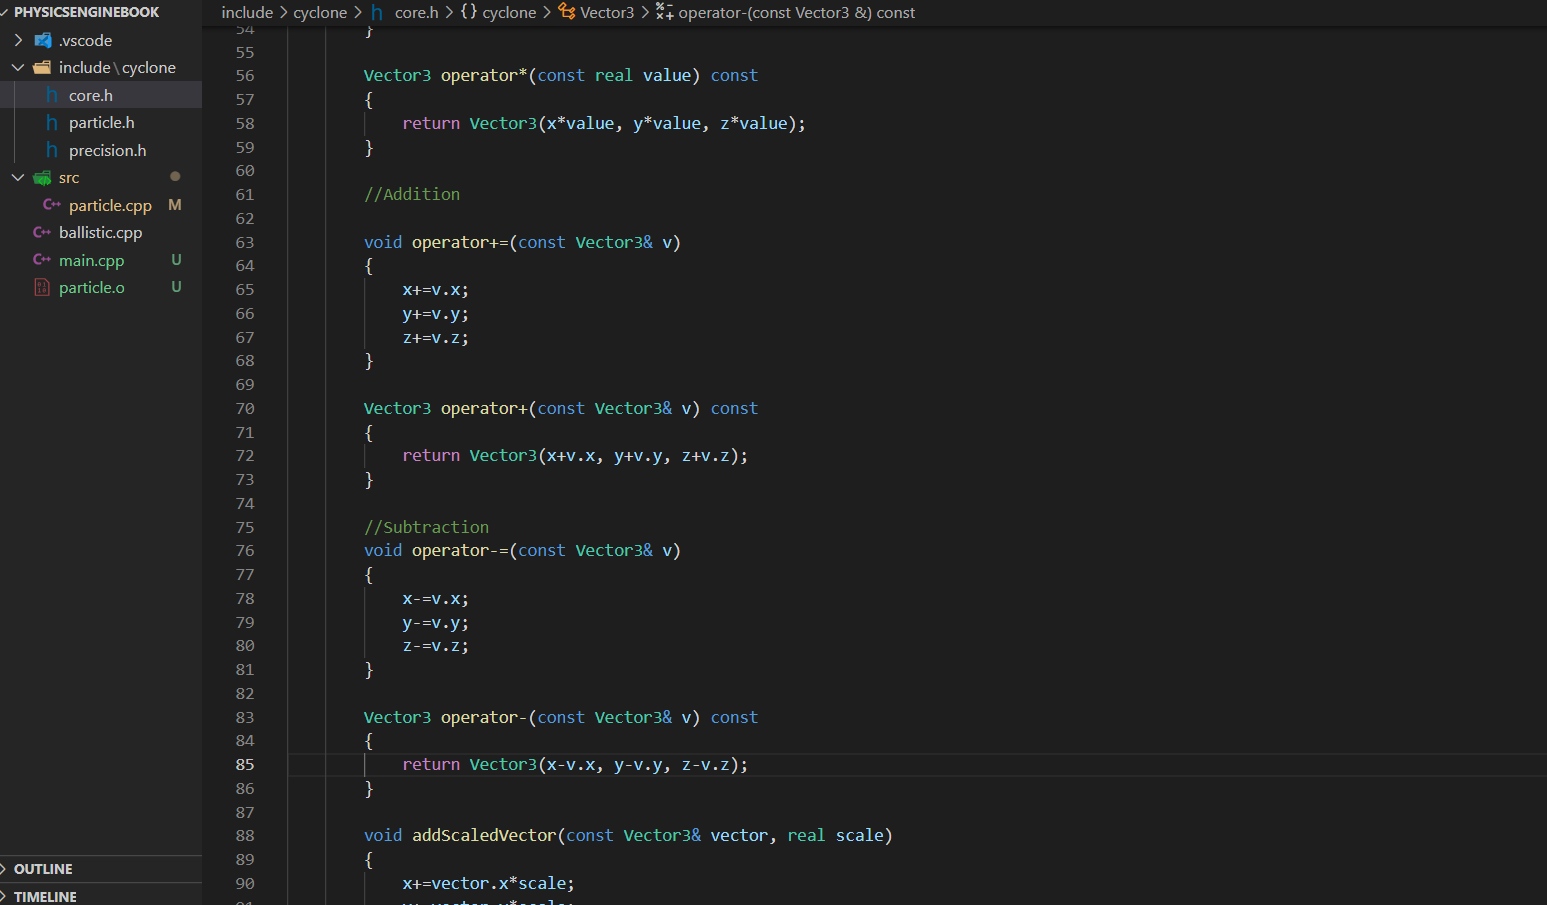 PHYSICSENGINEBOOK
.vscode
include\cyclone
core.h
particle.h
precision.h
src
particle.cpp M
ballistic.cpp
main.cpp U
particle.o U
OUTLINE
TIMELINE
include > cyclone > h core.h > {} cyclone > Vector3 > operator-(const Vector3 &) const
54 }
55
56 Vector3 operator*(const real value) const
57 {
58 return Vector3(x*value, y*value, z*value);
59 }
60
61 //Addition
62
63 void operator+=(const Vector3& v)
64 {
65 x+=v.x;
66 y+=v.y;
67 z+=v.z;
68 }
69
70 Vector3 operator+(const Vector3& v) const
71 {
72 return Vector3(x+v.x, y+v.y, z+v.z);
73 }
74
75 //Subtraction
76 void operator-=(const Vector3& v)
77 {
78 x-=v.x;
79 y-=v.y;
80 z-=v.z;
81 }
82
83 Vector3 operator-(const Vector3& v) const
84 {
85 return Vector3(x-v.x, y-v.y, z-v.z);
86 }
87
88 void addScaledVector(const Vector3& vector, real scale)
89 {
90 x+=vector.x*scale;